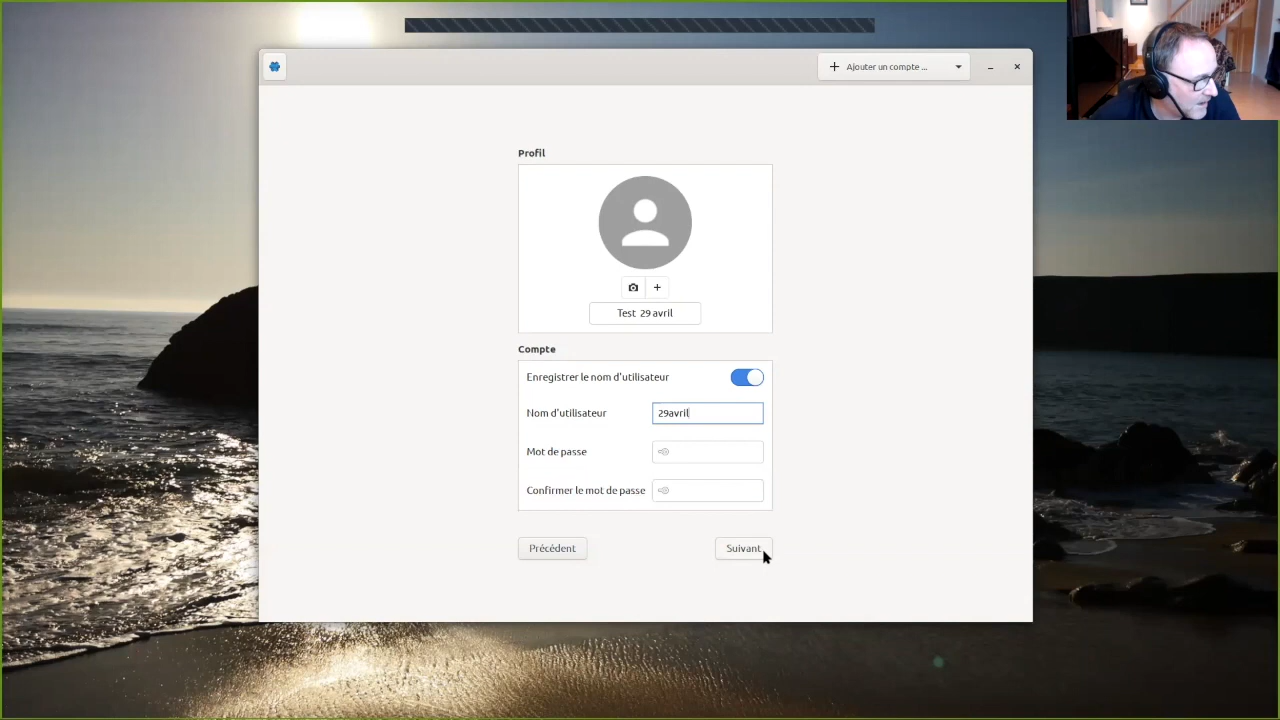 Ajouter un compte ...
Profil
Test 29 avril
Compte
Enregistrer le nom d'utilisateur
Nom d'utilisateur 29avril
Mot de passe
Confirmer le mot de passe
Précédent Suivant